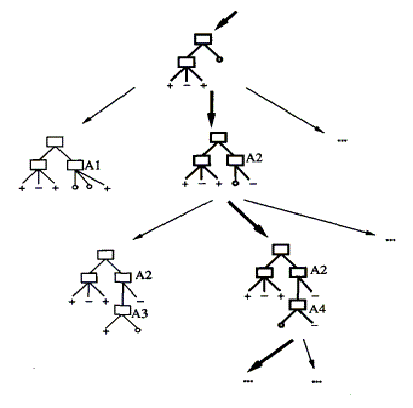 + − +
...
A1
A2
+ − + +
+ − + −
...
A2
A2
+ − + −
+ − + −
A3
A4
+
−
... ...